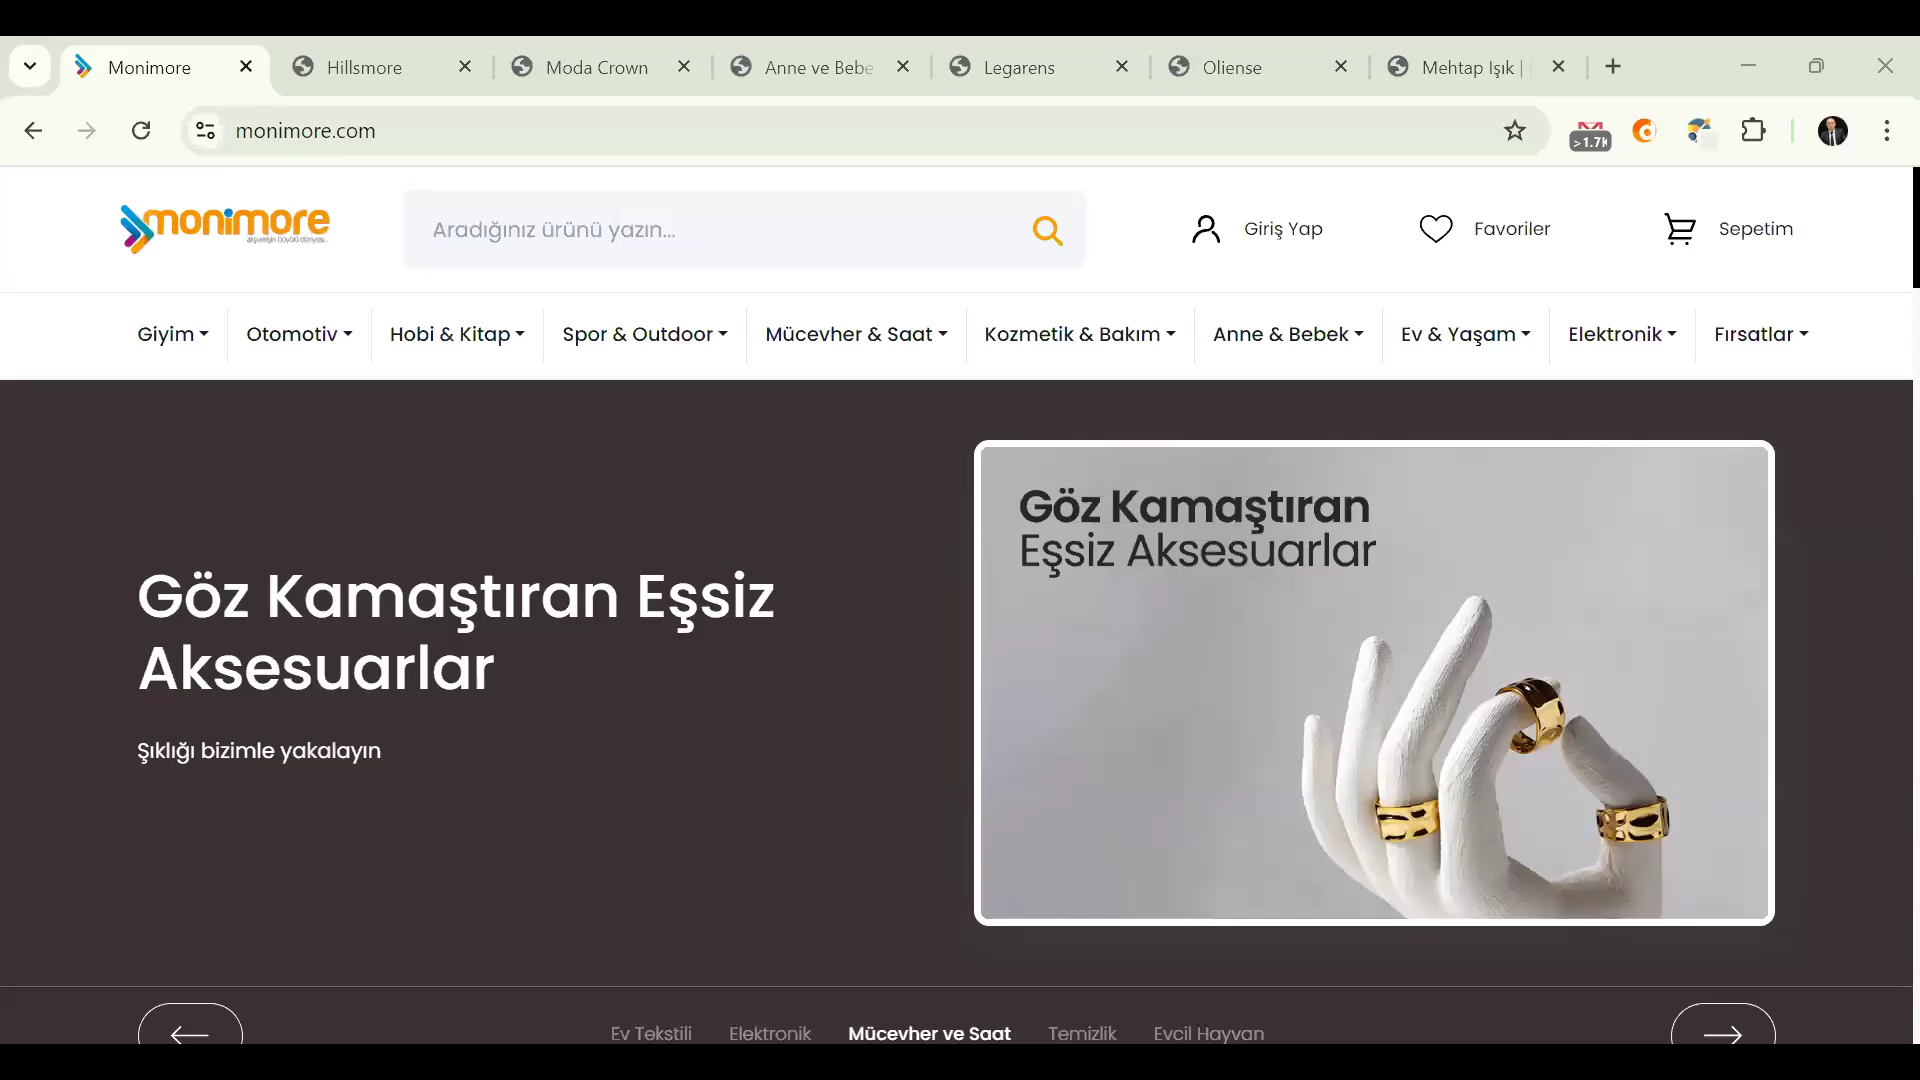 Monimore
Hillsmore
Moda Crown
Anne ve Bebe
Legarens
Oliense
Mehtap Işık |
monimore.com
>1.7K
monimore
alışverişin büyülü dünyası...
Aradığınız ürünü yazın...
Giriş Yap
Favoriler
Sepetim
Giyim
Otomotiv
Hobi & Kitap
Spor & Outdoor
Mücevher & Saat
Kozmetik & Bakım
Anne & Bebek
Ev & Yaşam
Elektronik
Fırsatlar
Göz Kamaştıran Eşsiz
Aksesuarlar
Şıklığı bizimle yakalayın
Göz Kamaştıran
Eşsiz Aksesuarlar
Ev Tekstili
Elektronik
Mücevher ve Saat
Temizlik
Evcil Hayvan